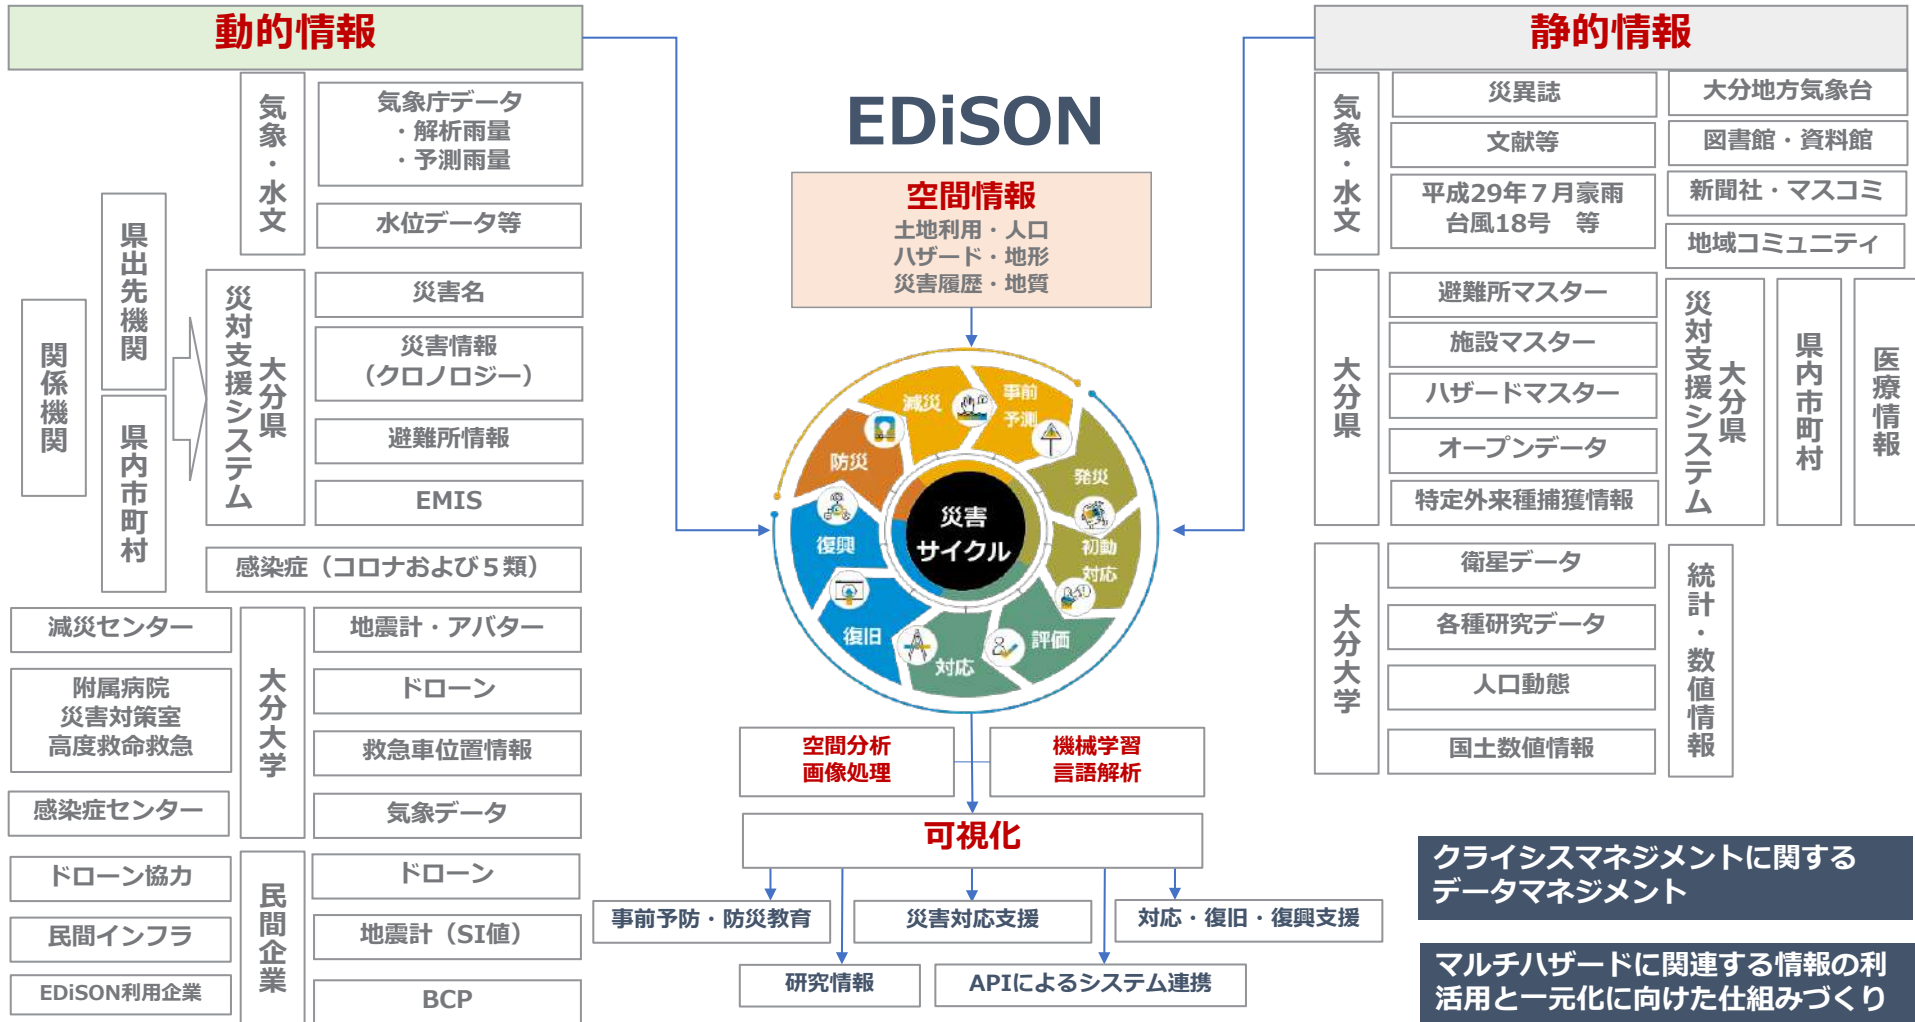 動的情報
気象・水文
気象庁データ
・解析雨量
・予測雨量
水位データ等
関係機関
県出先機関
県内市町村
大分県
災対支援システム
災害名
災害情報
（クロノロジー）
避難所情報
EMIS
感染症（コロナおよび５類）
減災センター
附属病院
災害対策室
高度救命救急
感染症センター
大分大学
地震計・アバター
ドローン
救急車位置情報
気象データ
ドローン協力
民間インフラ
EDiSON利用企業
民間企業
ドローン
地震計（SI値）
BCP
EDiSON
空間情報
土地利用・人口
ハザード・地形
災害履歴・地質
減災
事前
予測
防災
発災
災害
サイクル
復興
初動
対応
復旧
評価
対応
空間分析
画像処理
機械学習
言語解析
可視化
事前予防・防災教育
災害対応支援
対応・復旧・復興支援
研究情報
APIによるシステム連携
静的情報
気象・水文
災異誌
文献等
平成29年７月豪雨
台風18号　等
大分地方気象台
図書館・資料館
新聞社・マスコミ
地域コミュニティ
大分県
避難所マスター
施設マスター
ハザードマスター
オープンデータ
特定外来種捕獲情報
大分県
災対支援システム
県内市町村
医療情報
大分大学
衛星データ
各種研究データ
人口動態
国土数値情報
統計・数値情報
クライシスマネジメントに関する
データマネジメント
マルチハザードに関連する情報の利
活用と一元化に向けた仕組みづくり